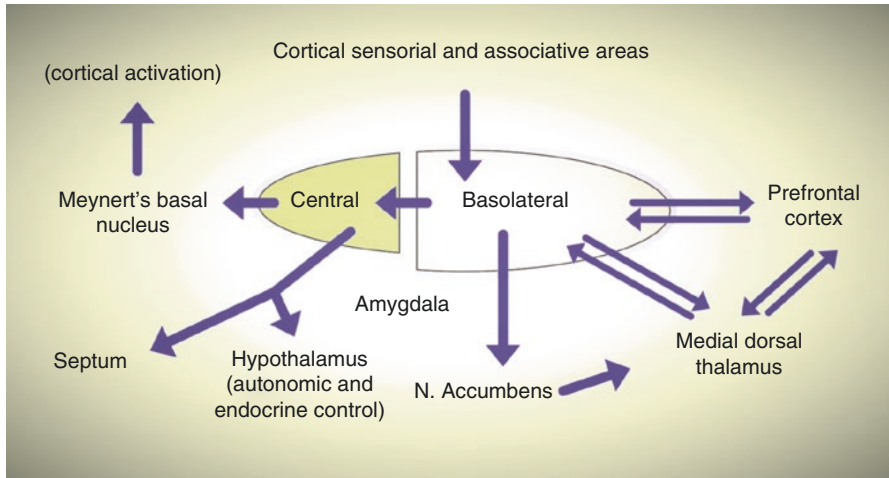 Cortical sensorial and associative areas
(cortical activation)
Meynert's basal
nucleus
Central
Basolateral
Prefrontal
cortex
Amygdala
Septum
Hypothalamus
(autonomic and
endocrine control)
N. Accumbens
Medial dorsal
thalamus